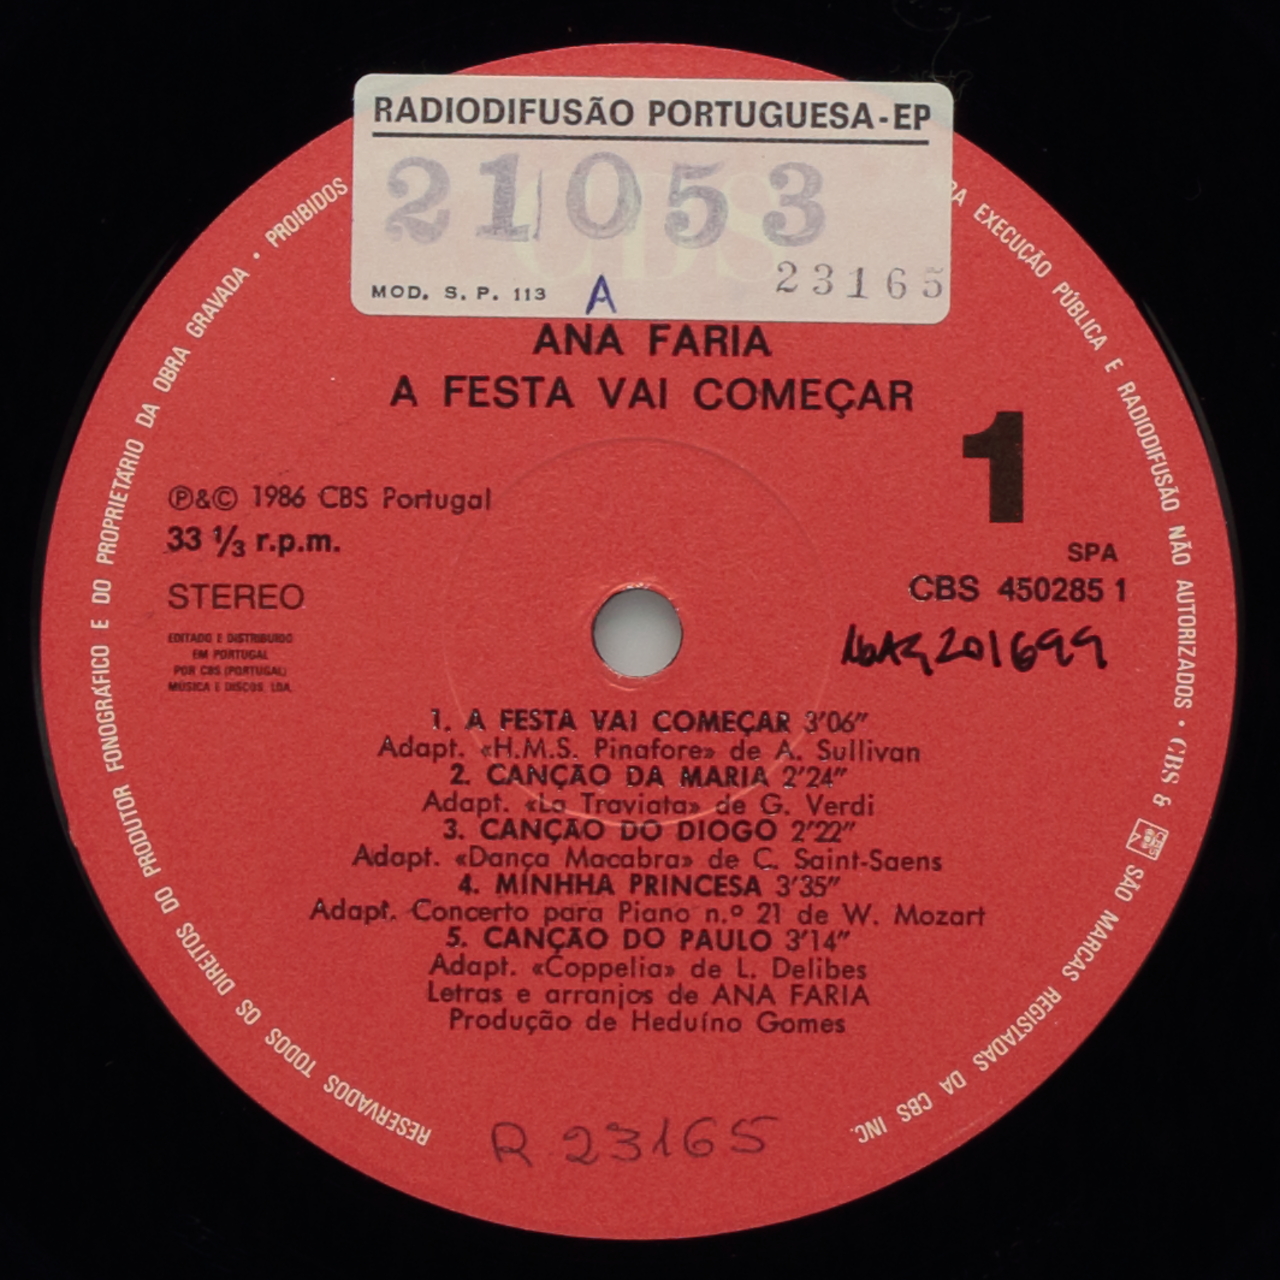 RADIODIFUSÃO PORTUGUESA-EP
21053
MOD. S. P. 113
A
23165
ANA FARIA
A FESTA VAI COMEÇAR
1
Ⓟ&© 1986 CBS Portugal
33 ⅓ r.p.m.
STEREO
EDITADO E DISTRIBUIDO
EM PORTUGAL
POR CBS (PORTUGAL)
MÚSICA E DISCOS, LDA.
SPA
CBS 450285 1
201699
1. A FESTA VAI COMEÇAR 3'06"
Adapt. «H.M.S. Pinafore» de A. Sullivan
2. CANÇÃO DA MARIA 2'24"
Adapt. «La Traviata» de G. Verdi
3. CANÇÃO DO DIOGO 2'22"
Adapt. «Dança Macabra» de C. Saint-Saens
4. MINHHA PRINCESA 3'35"
Adapt. Concerto para Piano n.º 21 de W. Mozart
5. CANÇÃO DO PAULO 3'14"
Adapt. «Coppelia» de L. Delibes
Letras e arranjos de ANA FARIA
Produção de Heduíno Gomes
R 23165
RESERVADOS TODOS OS DIREITOS DO PRODUTOR FONOGRÁFICO E DO PROPRIETÁRIO DA OBRA GRAVADA · PROIBIDOS
EXECUÇÃO PÚBLICA E RADIODIFUSÃO NÃO AUTORIZADOS · CBS & SÃO MARCAS REGISTADAS DA CBS INC.